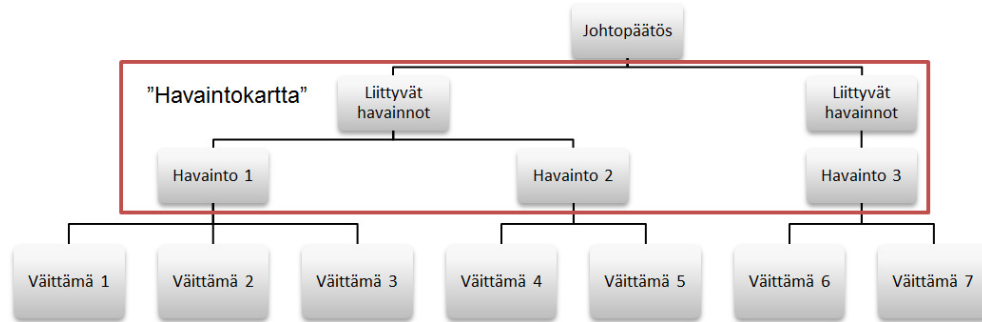 Johtopäätös
”Havaintokartta”
Liittyvät
havainnot
Liittyvät
havainnot
Havainto 1
Havainto 2
Havainto 3
Väittämä 1
Väittämä 2
Väittämä 3
Väittämä 4
Väittämä 5
Väittämä 6
Väittämä 7